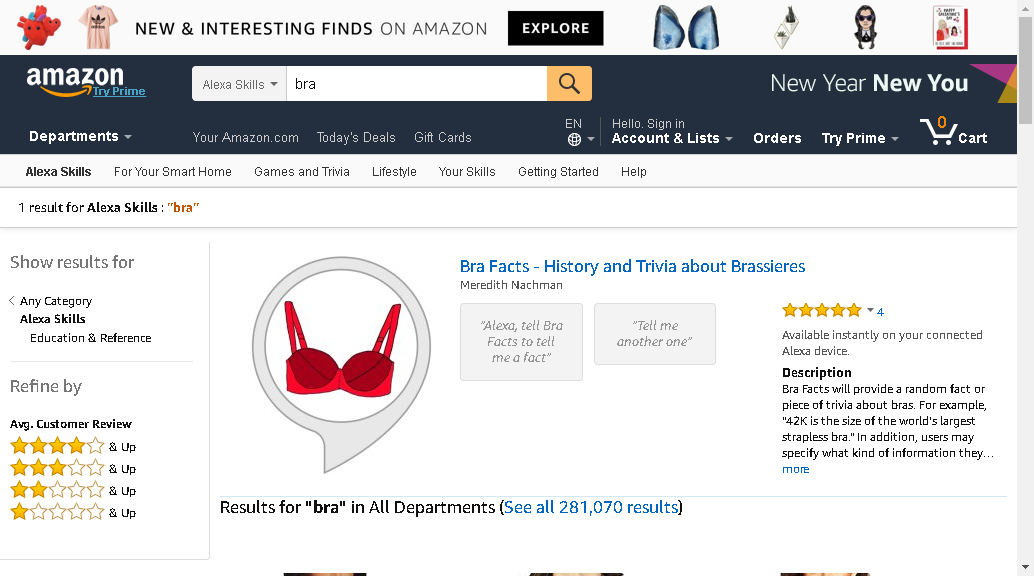 NEW & INTERESTING FINDS ON AMAZON EXPLORE
amazon
Try Prime
Alexa Skills bra
New Year New You
Departments
Your Amazon.com Today's Deals Gift Cards
EN
Hello. Sign in
Account & Lists
Orders
Try Prime
0
Cart
Alexa Skills For Your Smart Home Games and Trivia Lifestyle Your Skills Getting Started Help
1 result for Alexa Skills : "bra"
Show results for
Any Category
Alexa Skills
Education & Reference
Refine by
Avg. Customer Review
& Up
& Up
& Up
& Up
Bra Facts - History and Trivia about Brassieres
Meredith Nachman
"Alexa, tell Bra
Facts to tell
me a fact"
"Tell me
another one"
4
Available instantly on your connected
Alexa device.
Description
Bra Facts will provide a random fact or
piece of trivia about bras. For example,
"42K is the size of the world's largest
strapless bra." In addition, users may
specify what kind of information they...
more
Results for "bra" in All Departments (See all 281,070 results)